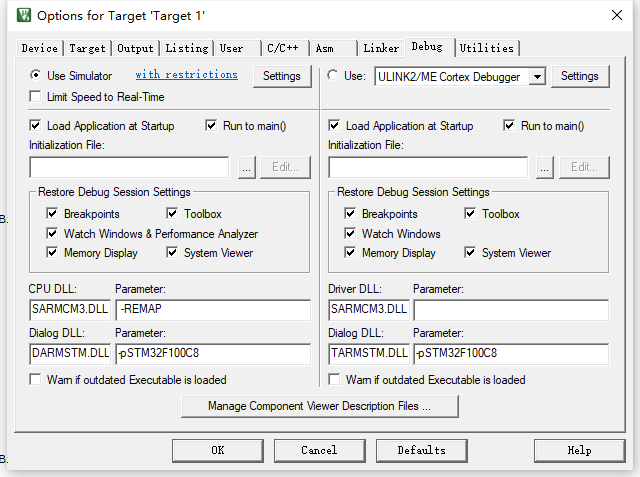 Options for Target 'Target 1'
Device Target Output Listing User C/C++ Asm Linker Debug Utilities
Use Simulator with restrictions Settings
Limit Speed to Real-Time
Use: ULINK2/ME Cortex Debugger Settings
Load Application at Startup Run to main()
Initialization File:
... Edit...
Restore Debug Session Settings
Breakpoints Toolbox
Watch Windows & Performance Analyzer
Memory Display System Viewer
CPU DLL: Parameter:
SARMCM3.DLL -REMAP
Dialog DLL: Parameter:
DARMSTM.DLL -pSTM32F100C8
Warn if outdated Executable is loaded
Load Application at Startup Run to main()
Initialization File:
... Edit...
Restore Debug Session Settings
Breakpoints Toolbox
Watch Windows
Memory Display System Viewer
Driver DLL: Parameter:
SARMCM3.DLL
Dialog DLL: Parameter:
TARMSTM.DLL -pSTM32F100C8
Warn if outdated Executable is loaded
Manage Component Viewer Description Files ...
OK Cancel Defaults Help
B.
B.